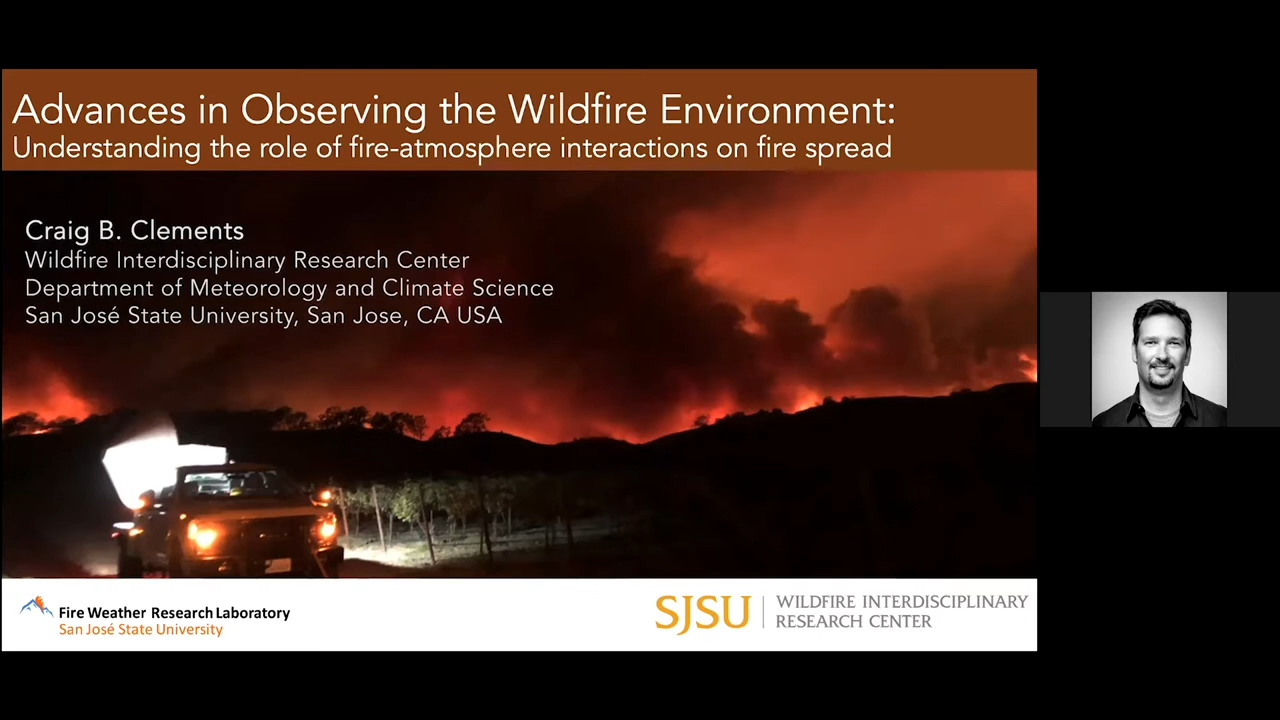 Advances in Observing the Wildfire Environment:
Understanding the role of fire-atmosphere interactions on fire spread
Craig B. Clements
Wildfire Interdisciplinary Research Center
Department of Meteorology and Climate Science
San José State University, San Jose, CA USA
Fire Weather Research Laboratory
San José State University
SJSU
WILDFIRE INTERDISCIPLINARY
RESEARCH CENTER